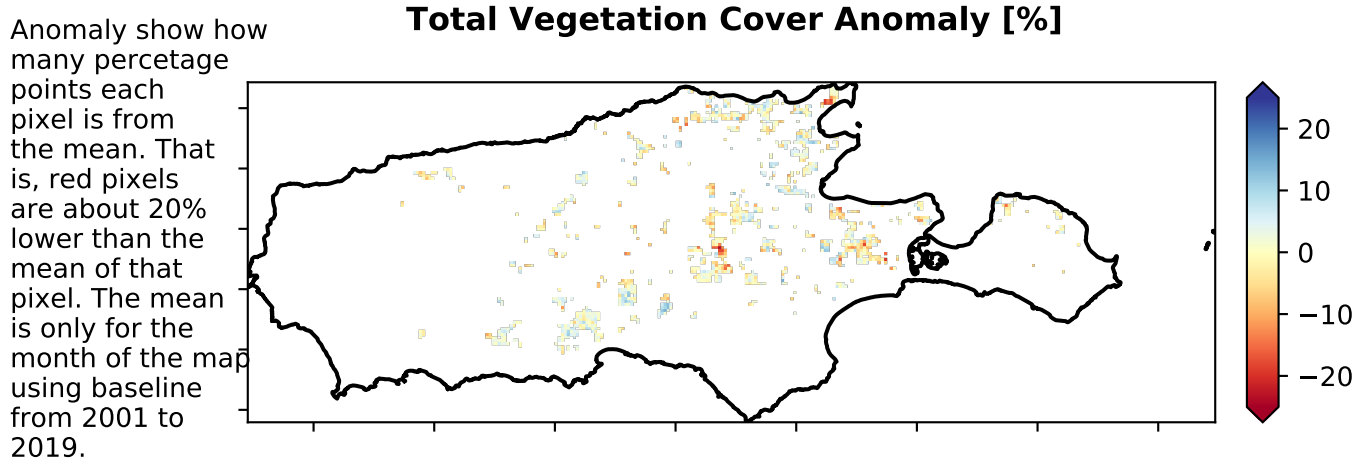 Total Vegetation Cover Anomaly [%]
Anomaly show how
many percetage
points each
pixel is from
the mean. That
is, red pixels
are about 20%
lower than the
mean of that
pixel. The mean
is only for the
month of the map
using baseline
from 2001 to
2019.
20
10
0
−10
−20